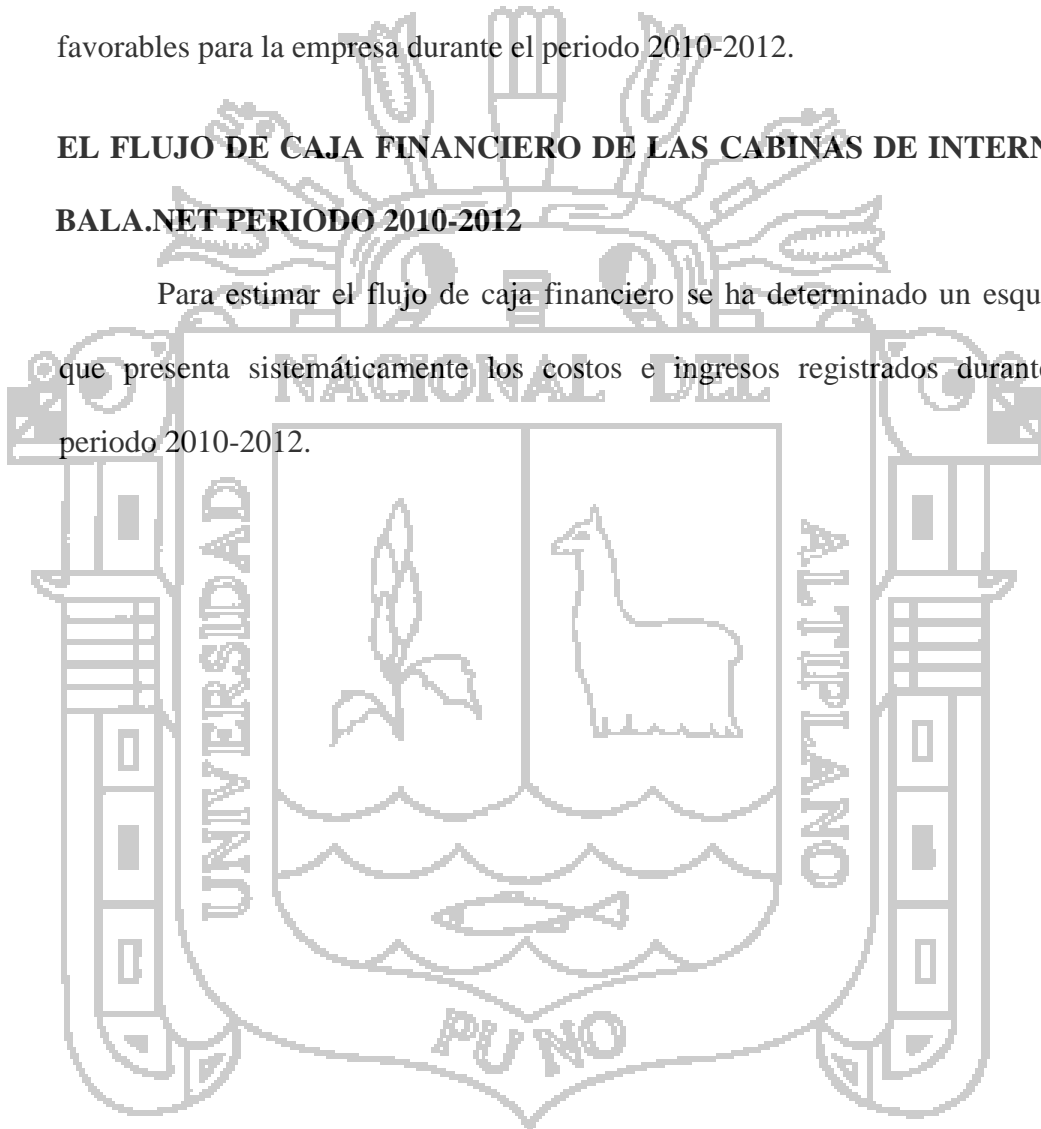 favorables para la empresa durante el periodo 2010-2012.
EL FLUJO DE CAJA FINANCIERO DE LAS CABINAS DE INTERN
BALA.NET PERIODO 2010-2012
Para estimar el flujo de caja financiero se ha determinado un esqu
que presenta sistemáticamente los costos e ingresos registrados durante
periodo 2010-2012.
NACIONAL DEL
UNIVERSIDAD
ALTIPLANO
PUNO